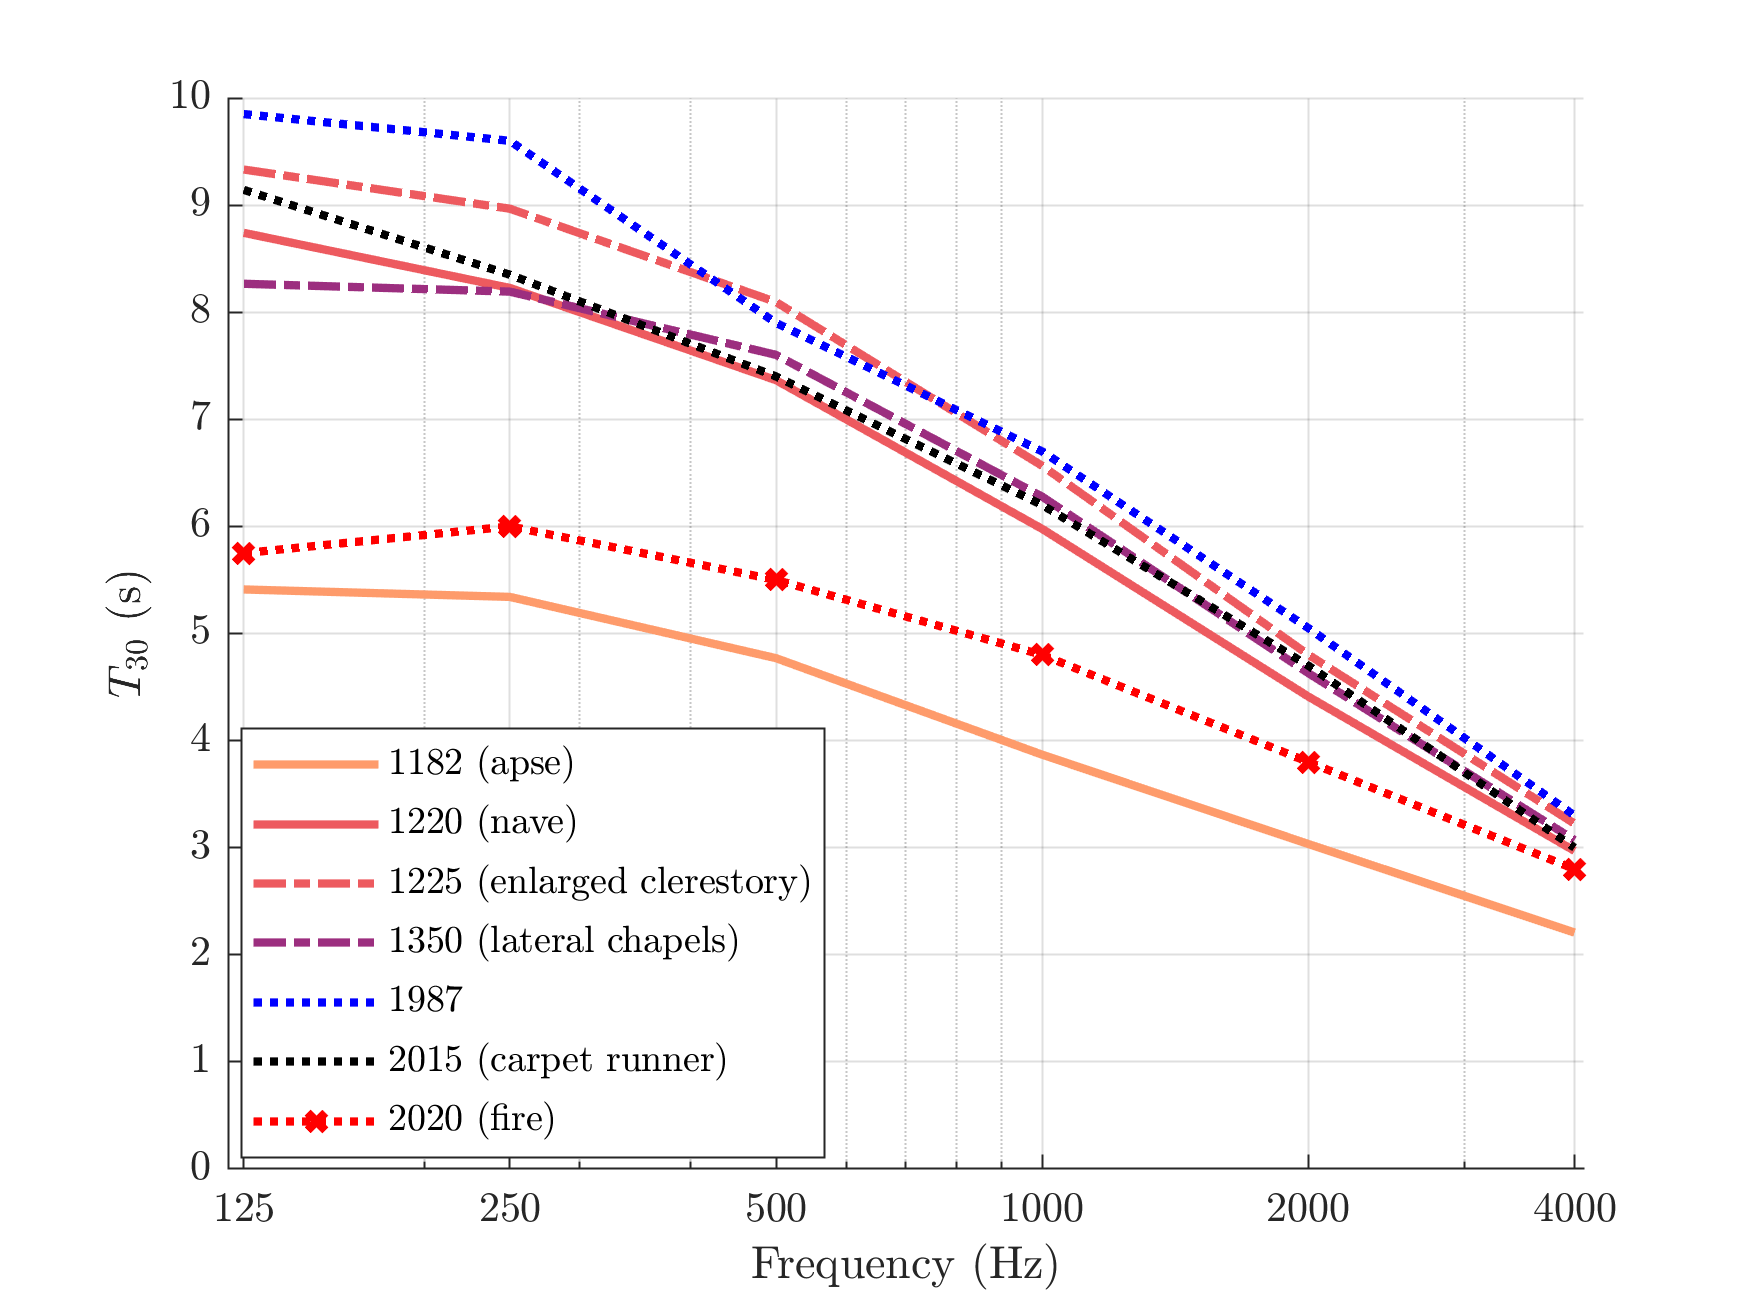 10
9
8
7
6
5
4
3
2
1
0
T30 (s)
1182 (apse)
1220 (nave)
1225 (enlarged clerestory)
1350 (lateral chapels)
1987
2015 (carpet runner)
2020 (fire)
125 250 500 1000 2000 4000
Frequency (Hz)